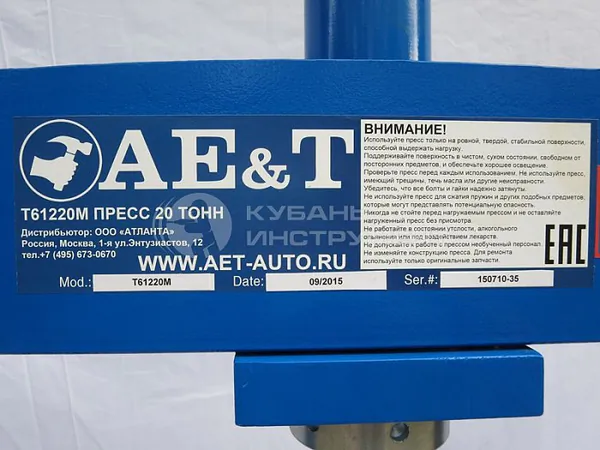 AE&T
Т61220М ПРЕСС 20 ТОНН
Дистрибьютор: ООО «АТЛАНТА»
Россия, Москва, 1-я ул.Энтузиастов, 12
тел.+7 (495) 673-0670
WWW.AET-AUTO.RU
Mod.: T61220M Date: 09/2015 Ser.#: 150710-35
ВНИМАНИЕ!
Используйте пресс только на ровной, твердой, стабильной поверхности,
способной выдержать нагрузку.
Поддерживайте поверхность в чистом, сухом состоянии, свободном от
посторонних предметов, и обеспечьте хорошее освещение.
Проверьте пресс перед каждым использованием. Не используйте пресс,
имеющий трещины, течь масла или другие неисправности.
Убедитесь, что все болты и гайки надежно затянуты.
Не используйте пресс для сжатия пружин и других подобных предметов,
которые могут представлять потенциальную опасность.
Никогда не стойте перед нагружаемым прессом и не оставляйте
нагруженный пресс без присмотра.
Не работайте в состоянии усталости, алкогольного
опьянения или под воздействием лекарств.
Не допускайте к работе с прессом необученный персонал
Не изменяйте конструкцию пресса. Для ремонта
используйте только оригинальные запчасти.
EAC
КУБАНЬ
ИНСТРУ